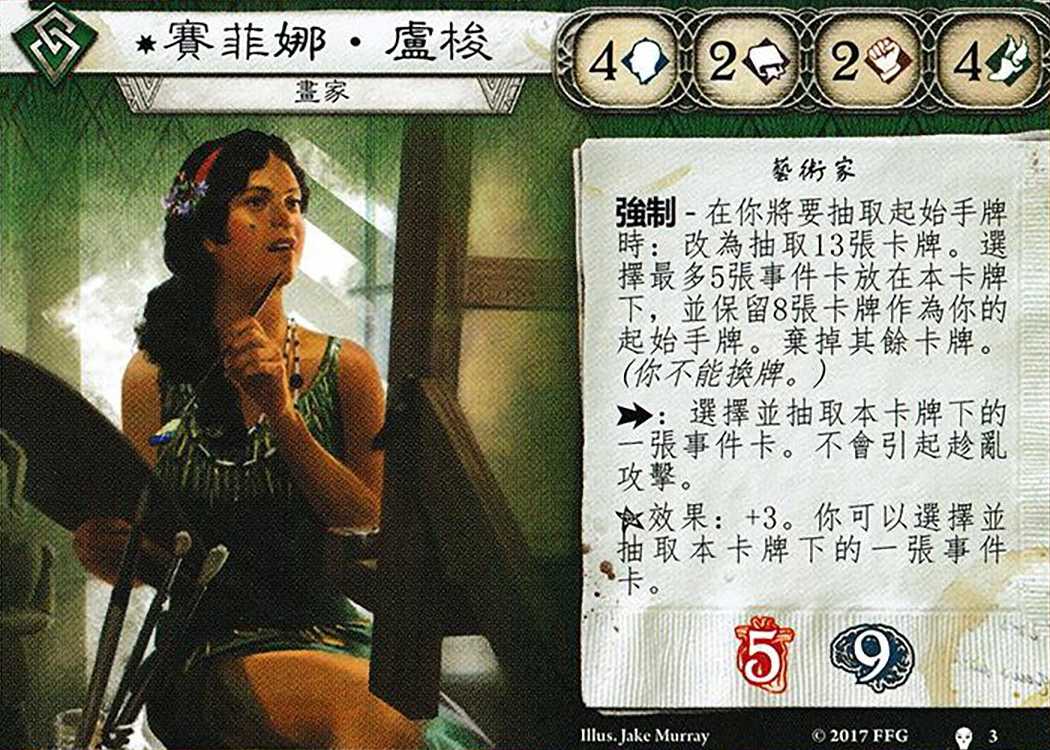 賽菲娜・盧梭
4 2 2 4
畫家
藝術家
強制 - 在你將要抽取起始手牌
時：改為抽取13張卡牌。選
擇最多5張事件卡放在本卡牌
下，並保留8張卡牌作為你的
起始手牌。棄掉其餘卡牌。
(你不能換牌。)
：選擇並抽取本卡牌下的
一張事件卡。不會引起趁亂
攻擊。
效果：+3。你可以選擇並
抽取本卡牌下的一張事件
卡。
5 9
Illus. Jake Murray © 2017 FFG 3